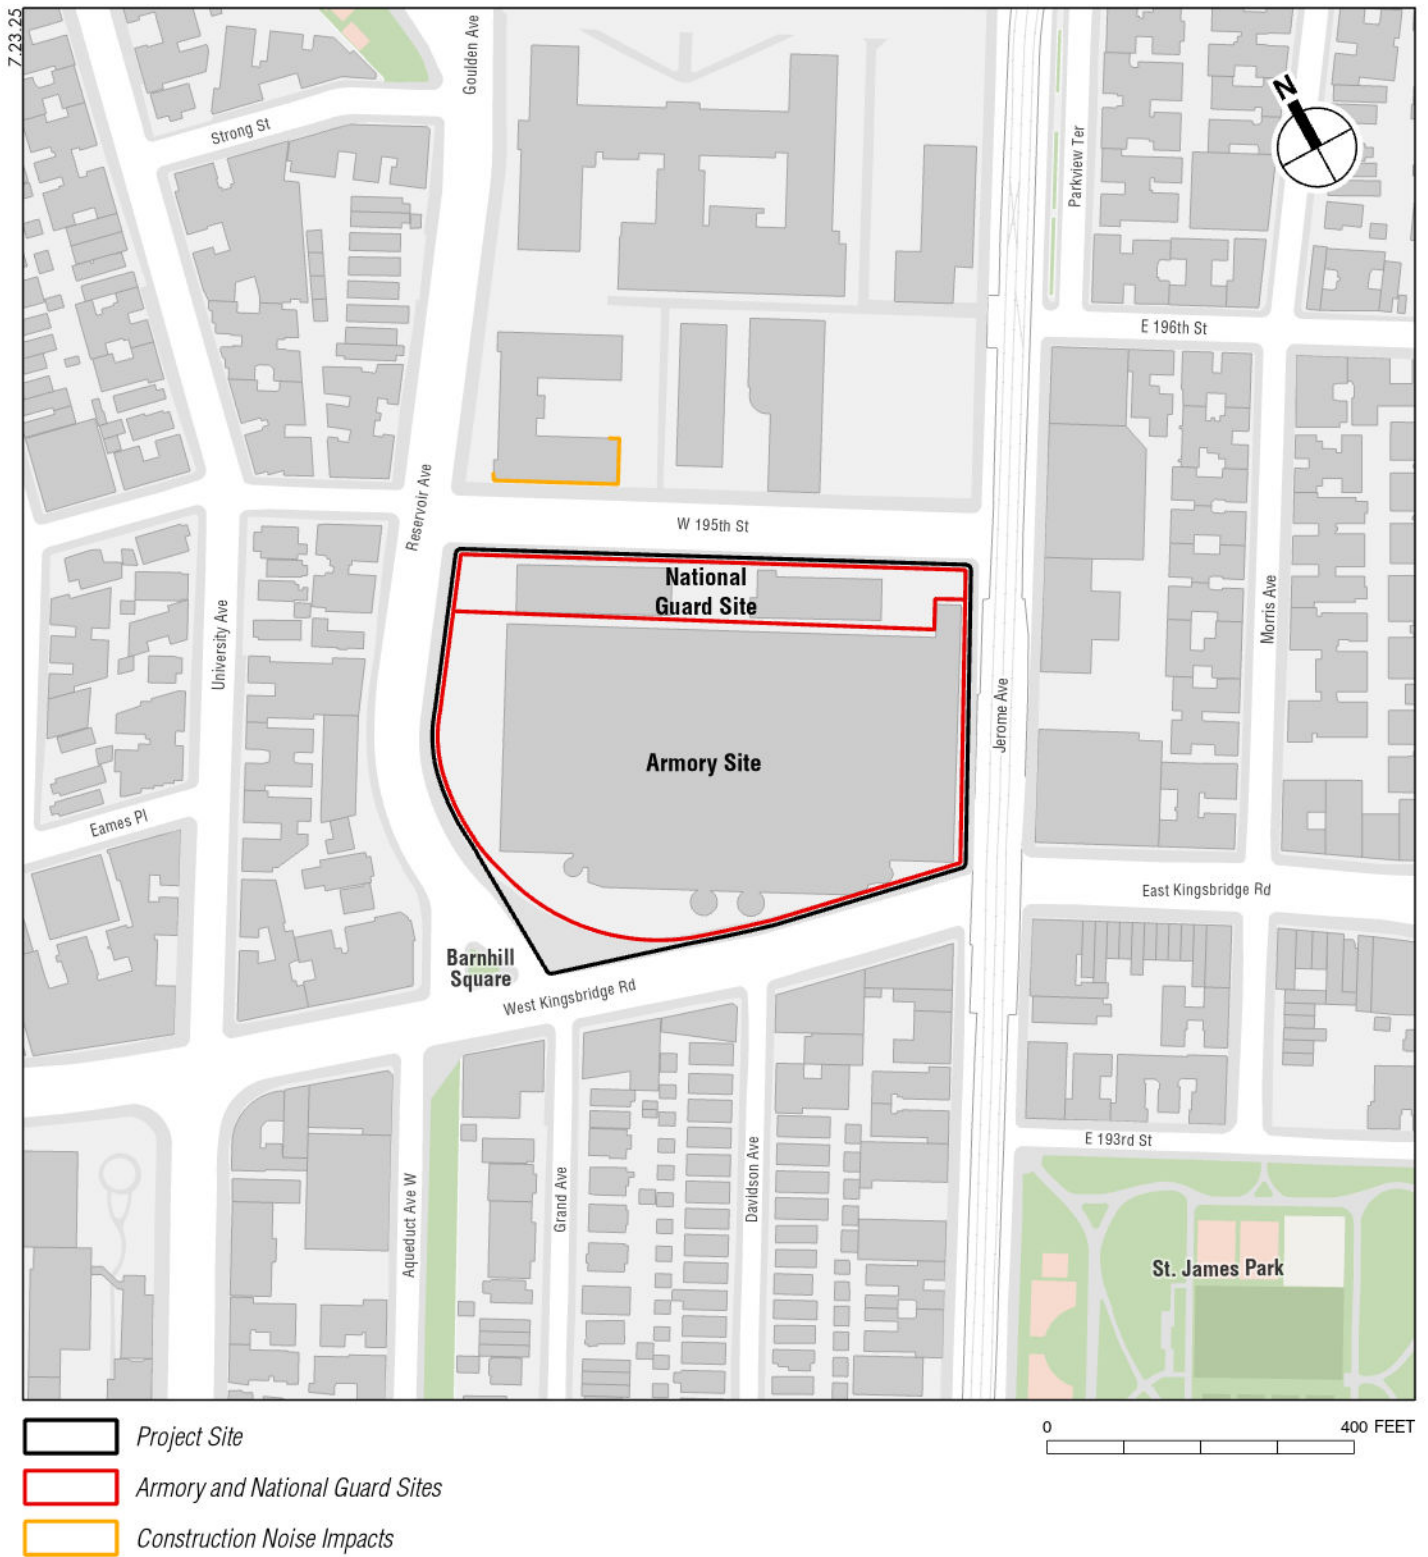 7.23.25
Goulden Ave
Strong St
N
Parkview Ter
E 196th St
Reservoir Ave
W 195th St
National
Guard Site
University Ave
Morris Ave
Armory Site
Jerome Ave
Eames Pl
East Kingsbridge Rd
Barnhill
Square
West Kingsbridge Rd
E 193rd St
Aqueduct Ave W
Grand Ave
Davidson Ave
St. James Park
0
400 FEET
Project Site
Armory and National Guard Sites
Construction Noise Impacts